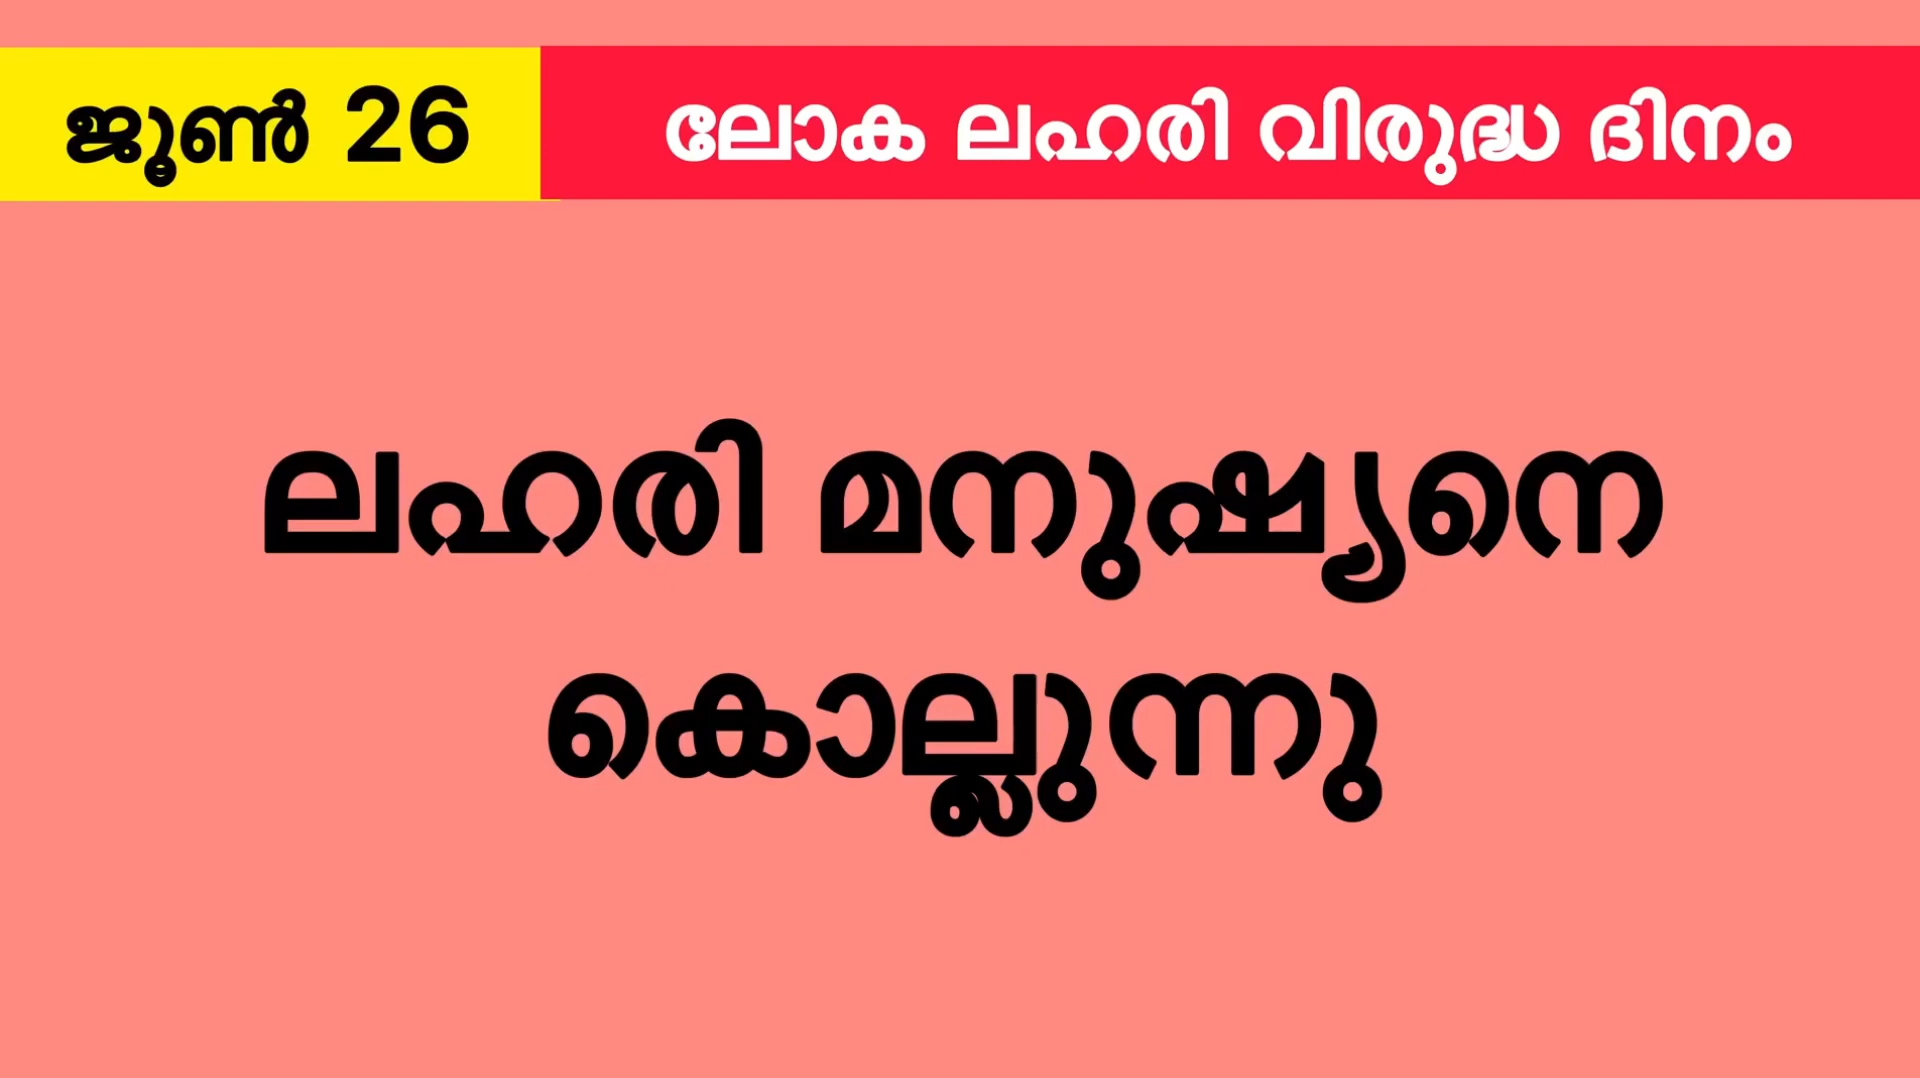 ജൂൺ 26
ലോക ലഹരി വിരുദ്ധ ദിനം
ലഹരി മനുഷ്യനെ
കൊല്ലുന്നു